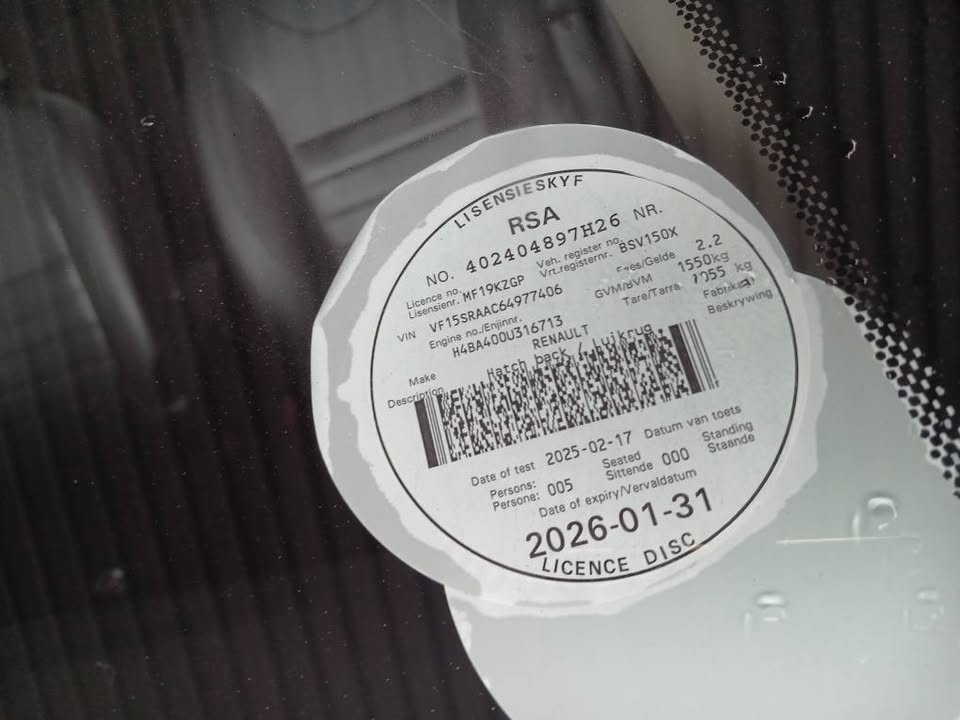 LISENSIESKYF
RSA
NO. 402404897H26 NR.
Licence no. Veh. register no.
Lisensienr. MF19KZGP Vrt.registernr. BSV150X
VIN VF15SRAAC64977406 Fees/Gelde 2.2
Engine no./Enjinnr. GVM/BVM 1550kg
H4BA400U316713 Tare/Tarra 1055 kg
Make RENAULT Fabrikaat
Description Hatch back / Luikrug Beskrywing
Date of test 2025-02-17 Datum van toets
Persons: Seated Standing
Persone: 005 Sittende 000 Staande
Date of expiry/Vervaldatum
2026-01-31
LICENCE DISC